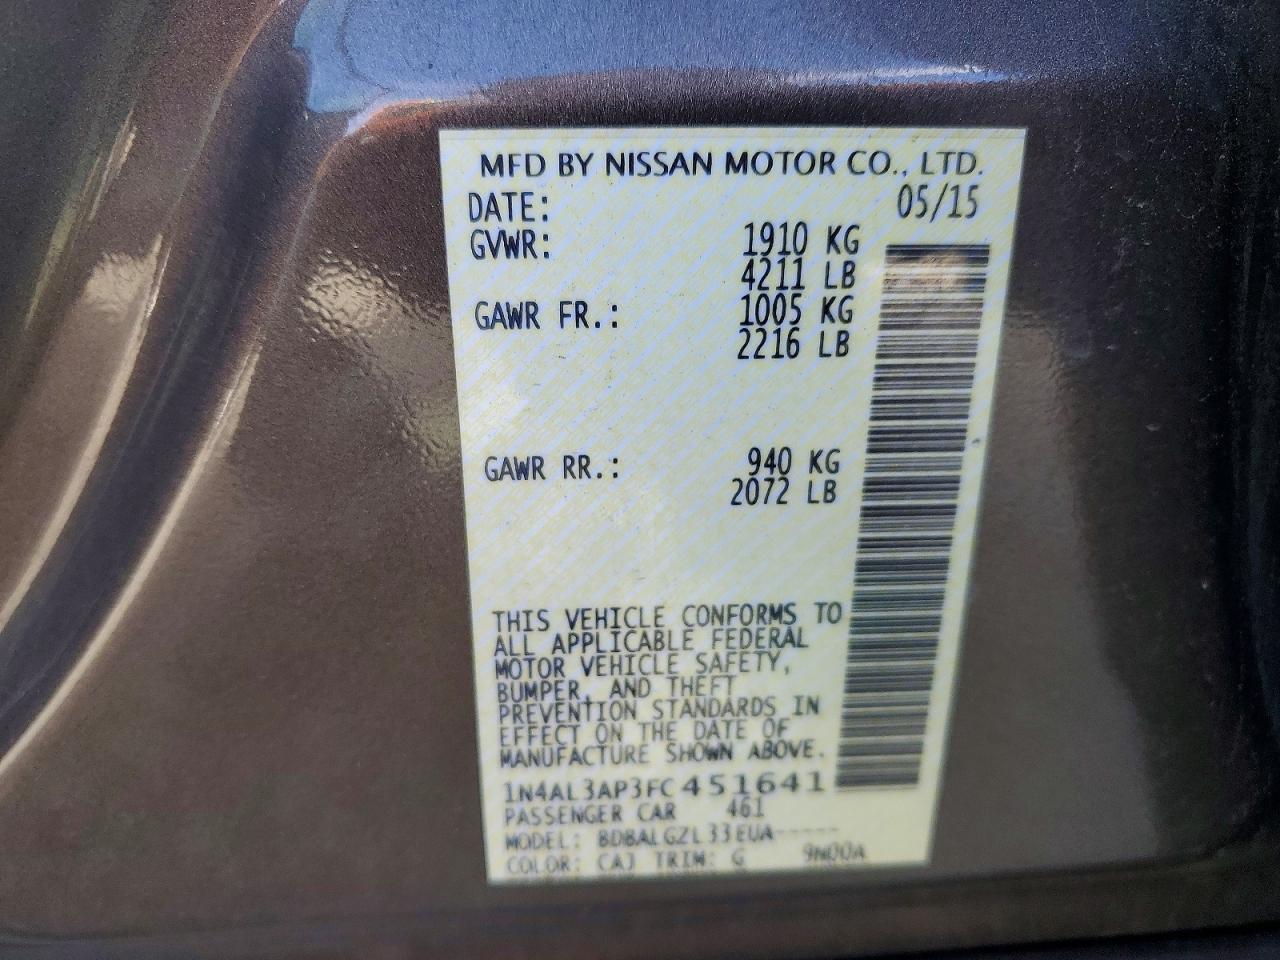 MFD BY NISSAN MOTOR CO., LTD.
DATE: 05/15
GVWR: 1910 KG
4211 LB
GAWR FR.: 1005 KG
2216 LB
GAWR RR.: 940 KG
2072 LB
THIS VEHICLE CONFORMS TO
ALL APPLICABLE FEDERAL
MOTOR VEHICLE SAFETY,
BUMPER, AND THEFT
PREVENTION STANDARDS IN
EFFECT ON THE DATE OF
MANUFACTURE SHOWN ABOVE.
1N4AL3AP3FC451641
PASSENGER CAR 461
MODEL: BDBALGZL33EUA-----
COLOR: CAJ TRIM: G 9N00A